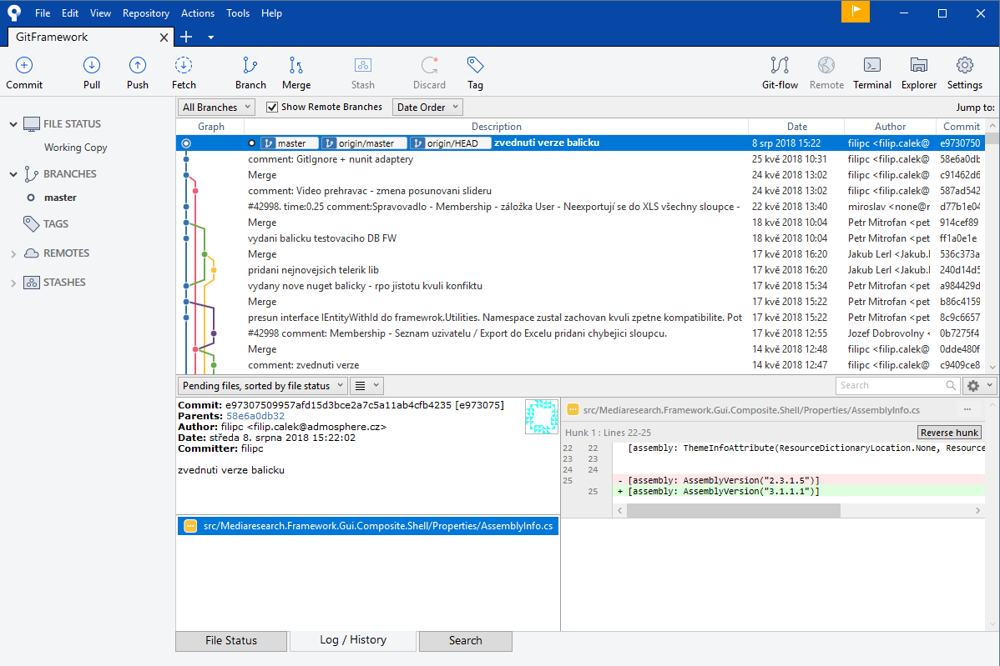 File Edit View Repository Actions Tools Help
GitFramework
Commit Pull Push Fetch Branch Merge Stash Discard Tag Git-flow Remote Terminal Explorer Settings
All Branches Show Remote Branches Date Order Jump to:
FILE STATUS
Working Copy
BRANCHES
master
TAGS
REMOTES
STASHES
Graph Description Date Author Commit
master origin/master origin/HEAD zvednuti verze balicku 8 srp 2018 15:22 filipc <filip.calek@ e9730750
comment: GitIgnore + nunit adaptery 25 kvě 2018 10:31 filipc <filip.calek@ 58e6a0db
Merge 24 kvě 2018 13:02 filipc <filip.calek@ c91462d6
comment: Video prehravac - zmena posunovani slideru 24 kvě 2018 13:02 filipc <filip.calek@ 587ad542
#42998. time:0.25 comment:Spravovadlo - Membership - záložka User - Neexportují se do XLS všechny sloupce - 22 kvě 2018 13:40 miroslav <none@r d77b1e04
Merge 18 kvě 2018 10:04 Petr Mitrofan <pet 914cef89
vydani balicku testovaciho DB FW 18 kvě 2018 10:04 Petr Mitrofan <pet ff1a0e1e
Merge 17 kvě 2018 16:20 Jakub Lerl <Jakub.l 536c373a
pridani nejnovejsich telerik lib 17 kvě 2018 16:20 Jakub Lerl <Jakub.l 240d14d5
vydany nove nuget balicky - rpo jistotu kvuli konfiktu 17 kvě 2018 15:34 Petr Mitrofan <pet a984429d
Merge 17 kvě 2018 15:22 Petr Mitrofan <pet b86c4159
presun interface IEntityWithId do framewrok.Utilities. Namespace zustal zachovan kvuli zpetne kompatibilite. Pot 17 kvě 2018 15:22 Petr Mitrofan <pet 8c9c6657
#42998 comment: Membership - Seznam uzivatelu / Export do Excelu pridani chybejici sloupcu. 17 kvě 2018 12:55 Jozef Dobrovolny < 0b7275f4
Merge 14 kvě 2018 12:48 filipc <filip.calek@ 0dde480f
comment: zvednuti verze 14 kvě 2018 12:47 filipc <filip.calek@ c9409ce8
Pending files, sorted by file status Search
Commit: e97307509957afd15d3bce2a7c5a11ab4cfb4235 [e973075]
Parents: 58e6a0db32
Author: filipc <filip.calek@admosphere.cz>
Date: středa 8. srpna 2018 15:22:02
Committer: filipc
zvednuti verze balicku
src/Mediaresearch.Framework.Gui.Composite.Shell/Properties/AssemblyInfo.cs
src/Mediaresearch.Framework.Gui.Composite.Shell/Properties/AssemblyInfo.cs
Hunk 1 : Lines 22-25 Reverse hunk
22 22 [assembly: ThemeInfoAttribute(ResourceDictionaryLocation.None, Resource
23 23
24 24
25 - [assembly: AssemblyVersion("2.3.1.5")]
25 + [assembly: AssemblyVersion("3.1.1.1")]
File Status Log / History Search